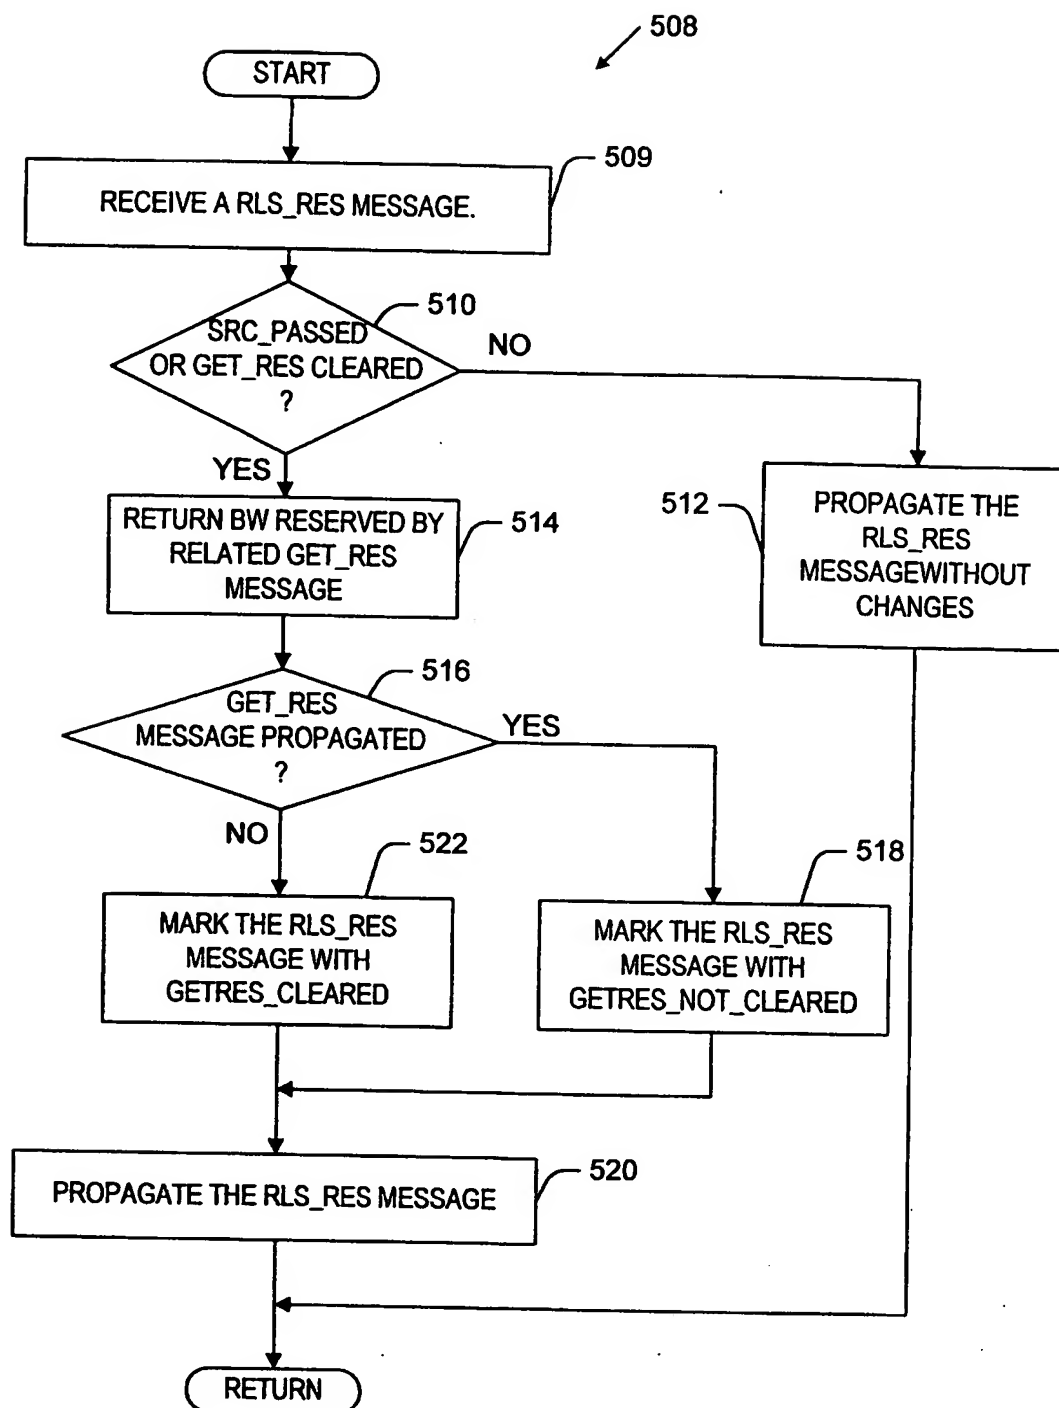 508
START
509
RECEIVE A RLS_RES MESSAGE.
510
SRC_PASSED
OR GET_RES CLEARED
?
NO
YES
RETURN BW RESERVED BY
RELATED GET_RES
MESSAGE
514
512
PROPAGATE THE
RLS_RES
MESSAGEWITHOUT
CHANGES
516
GET_RES
MESSAGE PROPAGATED
?
YES
NO
522
518
MARK THE RLS_RES
MESSAGE WITH
GETRES_CLEARED
MARK THE RLS_RES
MESSAGE WITH
GETRES_NOT_CLEARED
PROPAGATE THE RLS_RES MESSAGE
520
RETURN